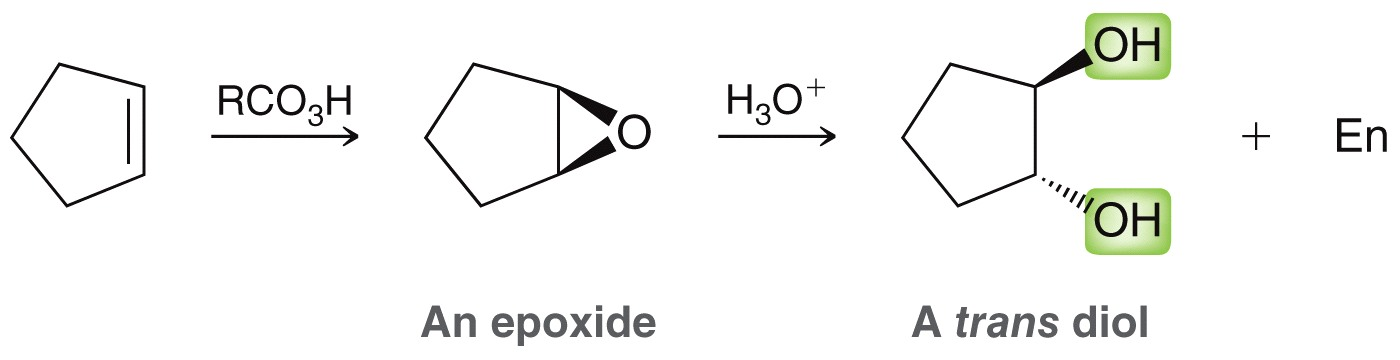 RCO₃H
O
H₃O⁺
OH
OH
+ En
An epoxide
A trans diol